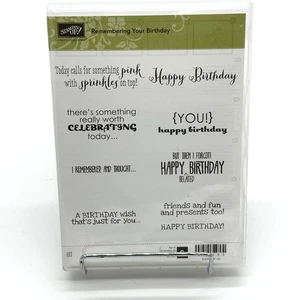 STAMPIN' UP!
Remembering Your Birthday
Today calls for something pink
with sprinkles on top!
Happy Birthday
there's something
really worth
CELEBRATING
today...
{YOU!}
happy birthday
I REMEMBERED AND THOUGHT...
BUT THEN I FORGOT!
HAPPY BIRTHDAY
BELATED
A BIRTHDAY wish
that's just for you...
friends and fun
and presents too!
HAPPY BIRTHDAY!